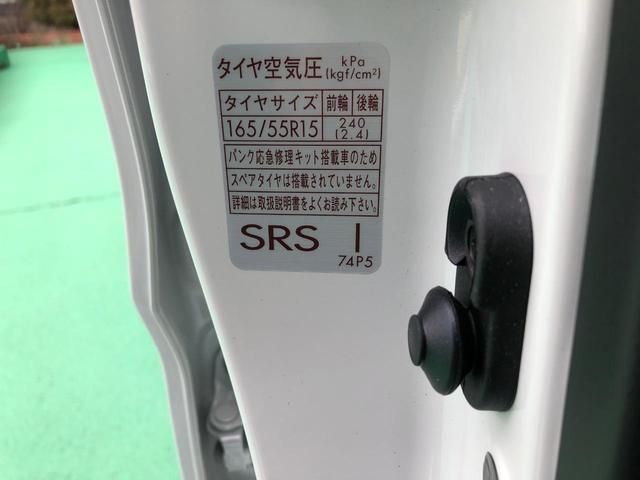 タイヤ空気圧 kPa (kgf/cm²)
タイヤサイズ 前輪 後輪
165/55R15 240 (2.4)
パンク応急修理キット搭載車のため
スペアタイヤは搭載されていません。
詳細は取扱説明書をよくお読み下さい。
SRS I
74P5